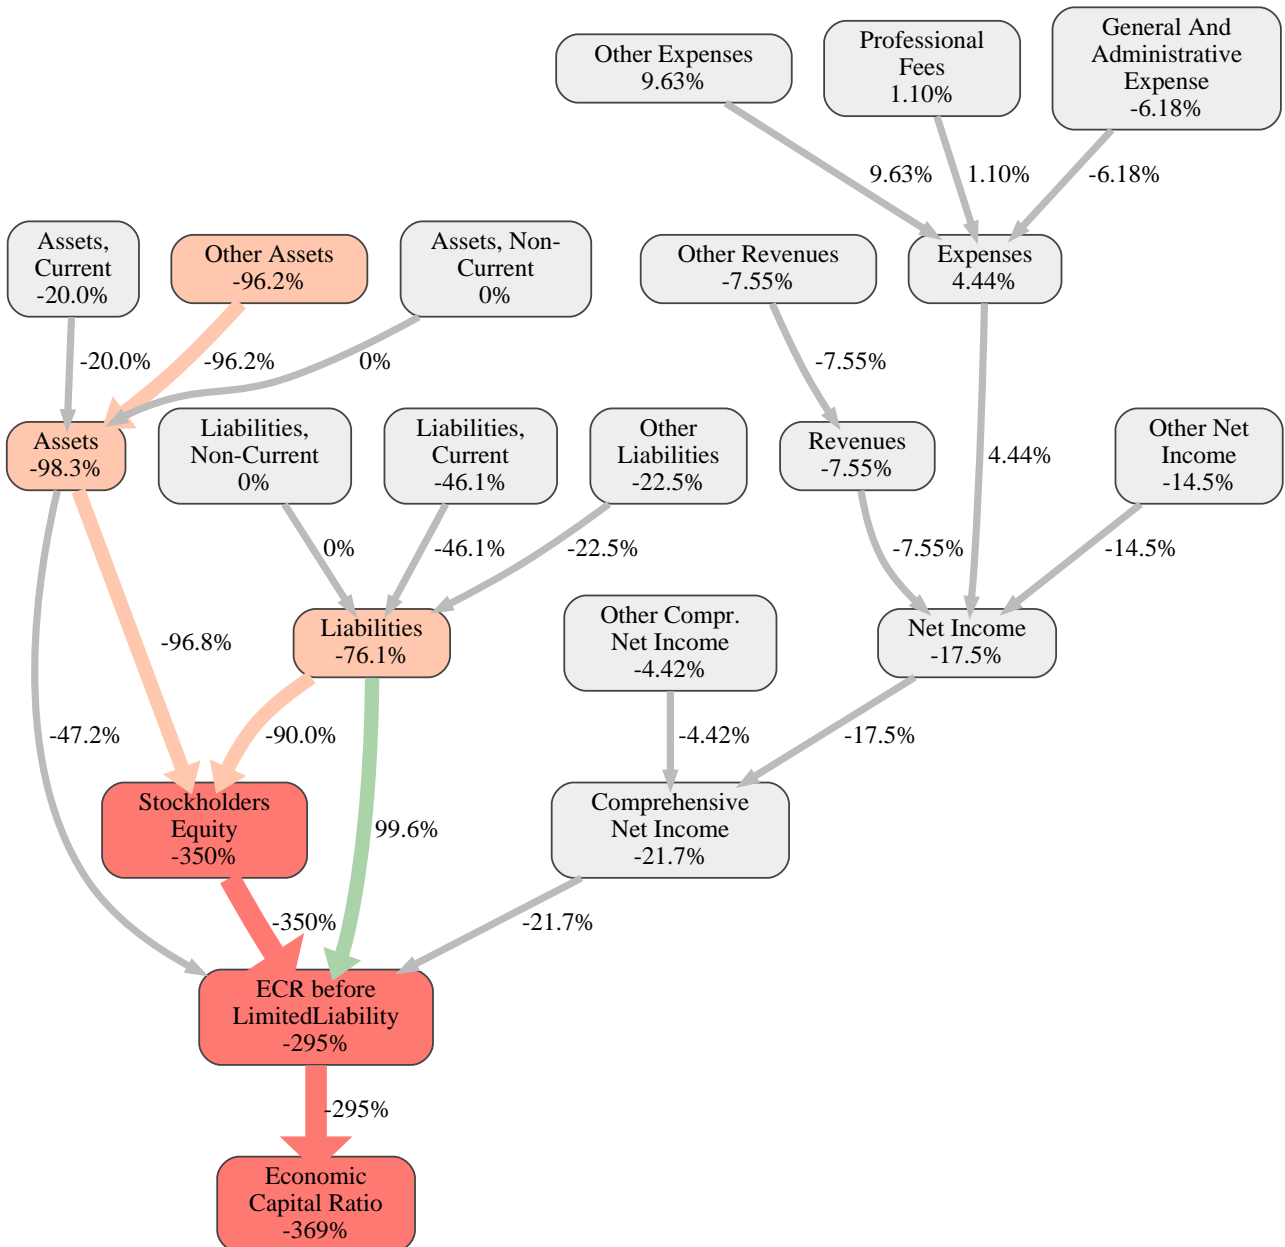 Other Expenses
9.63%
Professional
Fees
1.10%
General And
Administrative
Expense
-6.18%
9.63%
1.10%
-6.18%
Assets,
Current
-20.0%
Other Assets
-96.2%
Assets, Non-
Current
0%
Other Revenues
-7.55%
Expenses
4.44%
-20.0%
-96.2%
0%
-7.55%
Assets
-98.3%
Liabilities,
Non-Current
0%
Liabilities,
Current
-46.1%
Other
Liabilities
-22.5%
Revenues
-7.55%
4.44%
Other Net
Income
-14.5%
0%
-46.1%
-22.5%
-7.55%
-14.5%
-96.8%
Liabilities
-76.1%
Other Compr.
Net Income
-4.42%
Net Income
-17.5%
-47.2%
-90.0%
-4.42%
-17.5%
Stockholders
Equity
-350%
99.6%
Comprehensive
Net Income
-21.7%
-350%
-21.7%
ECR before
LimitedLiability
-295%
-295%
Economic
Capital Ratio
-369%